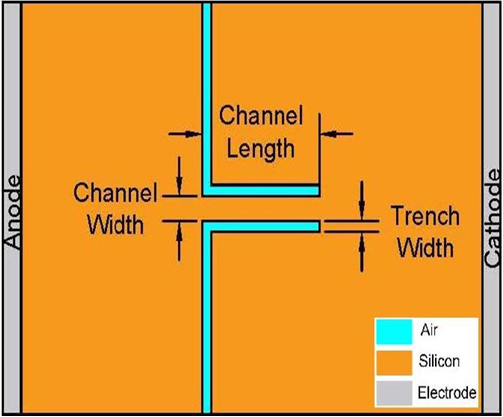 Channel
Length
Channel
Width
Trench
Width
Anode
Cathode
Air
Silicon
Electrode